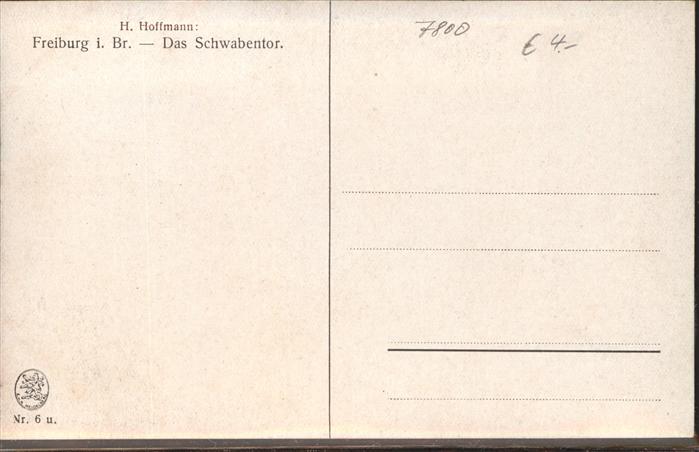 H. Hoffmann:
Freiburg i. Br. — Das Schwabentor.
7800
€ 4.-
Nr. 6 u.